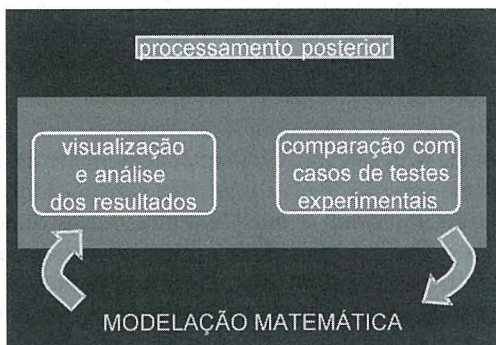 processamento posterior
visualização
e análise
dos resultados
comparação com
casos de testes
experimentais
MODELAÇÃO MATEMÁTICA